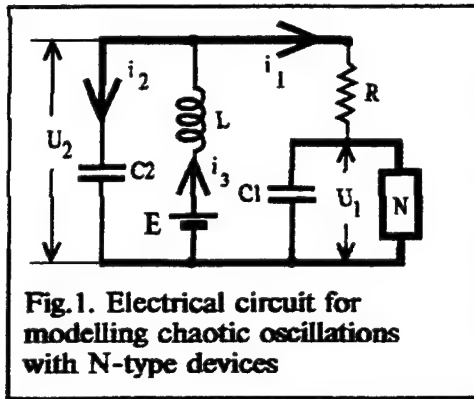 i2
i1
R
U2
L
C2
i3
C1
U1
N
E
Fig.1. Electrical circuit for
modelling chaotic oscillations
with N-type devices